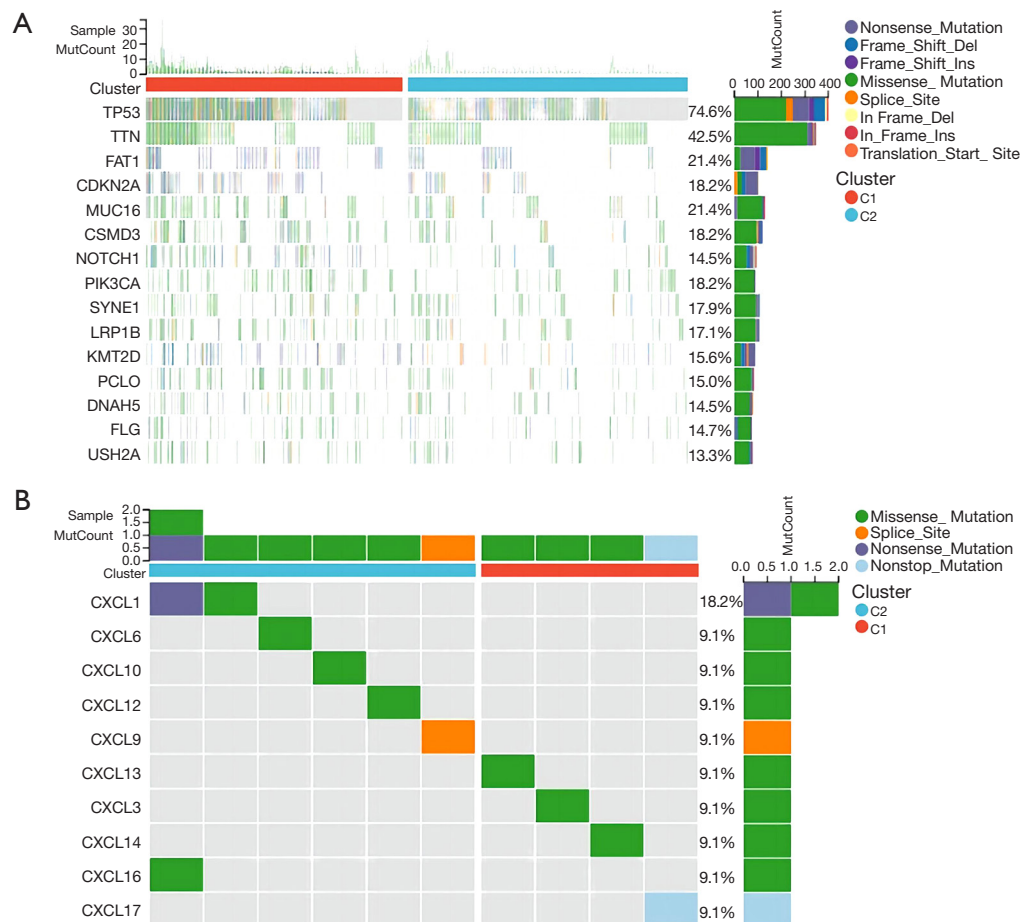 A
Sample
MutCount
30
20
10
0
Cluster
MutCount
0 100 200 300 400
TP53 74.6%
TTN 42.5%
FAT1 21.4%
CDKN2A 18.2%
MUC16 21.4%
CSMD3 18.2%
NOTCH1 14.5%
PIK3CA 18.2%
SYNE1 17.9%
LRP1B 17.1%
KMT2D 15.6%
PCLO 15.0%
DNAH5 14.5%
FLG 14.7%
USH2A 13.3%
Nonsense_Mutation
Frame_Shift_Del
Frame_Shift_Ins
Missense_ Mutation
Splice_Site
In Frame_Del
In_Frame_Ins
Translation_Start_ Site
Cluster
C1
C2
B
Sample
MutCount
2.0
1.5
1.0
0.5
0.0
Cluster
MutCount
0.0 0.5 1.0 1.5 2.0
CXCL1 18.2%
CXCL6 9.1%
CXCL10 9.1%
CXCL12 9.1%
CXCL9 9.1%
CXCL13 9.1%
CXCL3 9.1%
CXCL14 9.1%
CXCL16 9.1%
CXCL17 9.1%
Missense_ Mutation
Splice_Site
Nonsense_Mutation
Nonstop_Mutation
Cluster
C2
C1